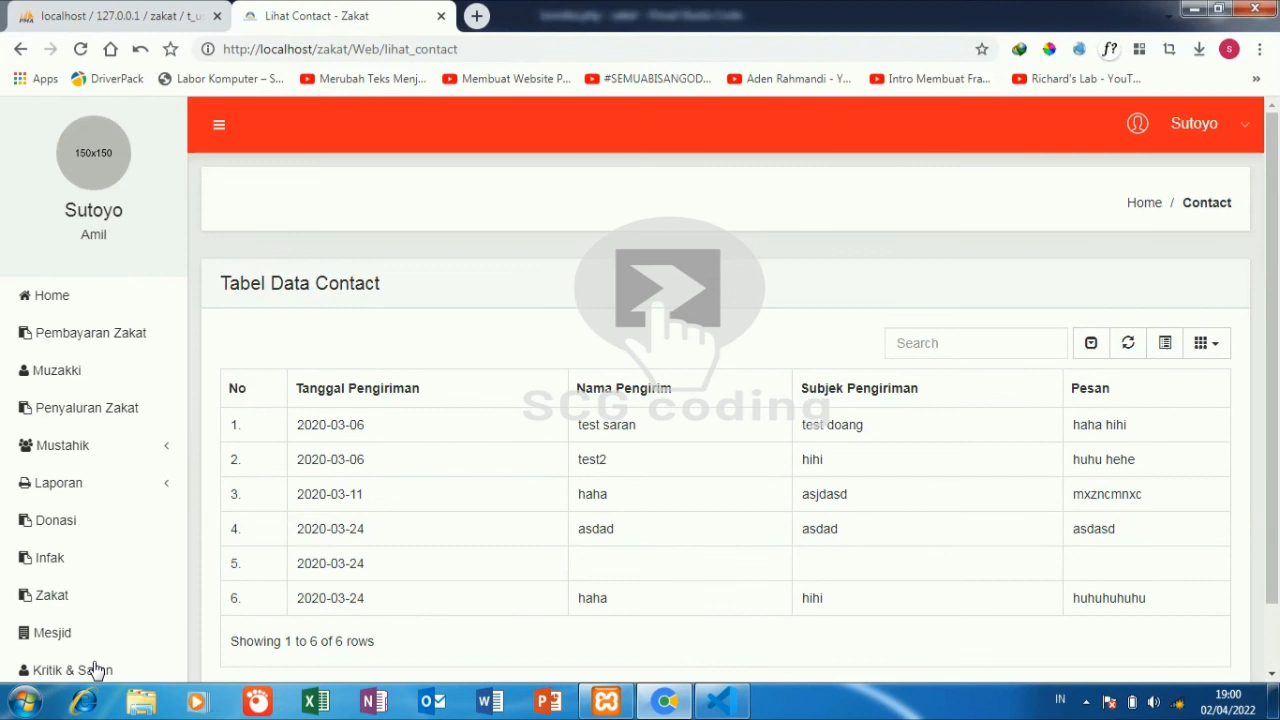 localhost / 127.0.0.1 / zakat / t_u
Lihat Contact - Zakat
http://localhost/zakat/Web/lihat_contact
f?
S
Apps
DriverPack
Labor Komputer – S...
Merubah Teks Menj...
Membuat Website P...
#SEMUABISANGOD...
Aden Rahmandi - Y...
Intro Membuat Fra...
Richard's Lab - YouT...
»
150x150
Sutoyo
Amil
Sutoyo
Home / Contact
Home
Pembayaran Zakat
Muzakki
Penyaluran Zakat
Mustahik
Laporan
Donasi
Infak
Zakat
Mesjid
Kritik & Saran
Tabel Data Contact
Search
No Tanggal Pengiriman Nama Pengirim Subjek Pengiriman Pesan
1. 2020-03-06 test saran test doang haha hihi
2. 2020-03-06 test2 hihi huhu hehe
3. 2020-03-11 haha asjdasd mxzncmnxc
4. 2020-03-24 asdad asdad asdasd
5. 2020-03-24
6. 2020-03-24 haha hihi huhuhuhuhu
Showing 1 to 6 of 6 rows
SCG coding
IN
19:00
02/04/2022